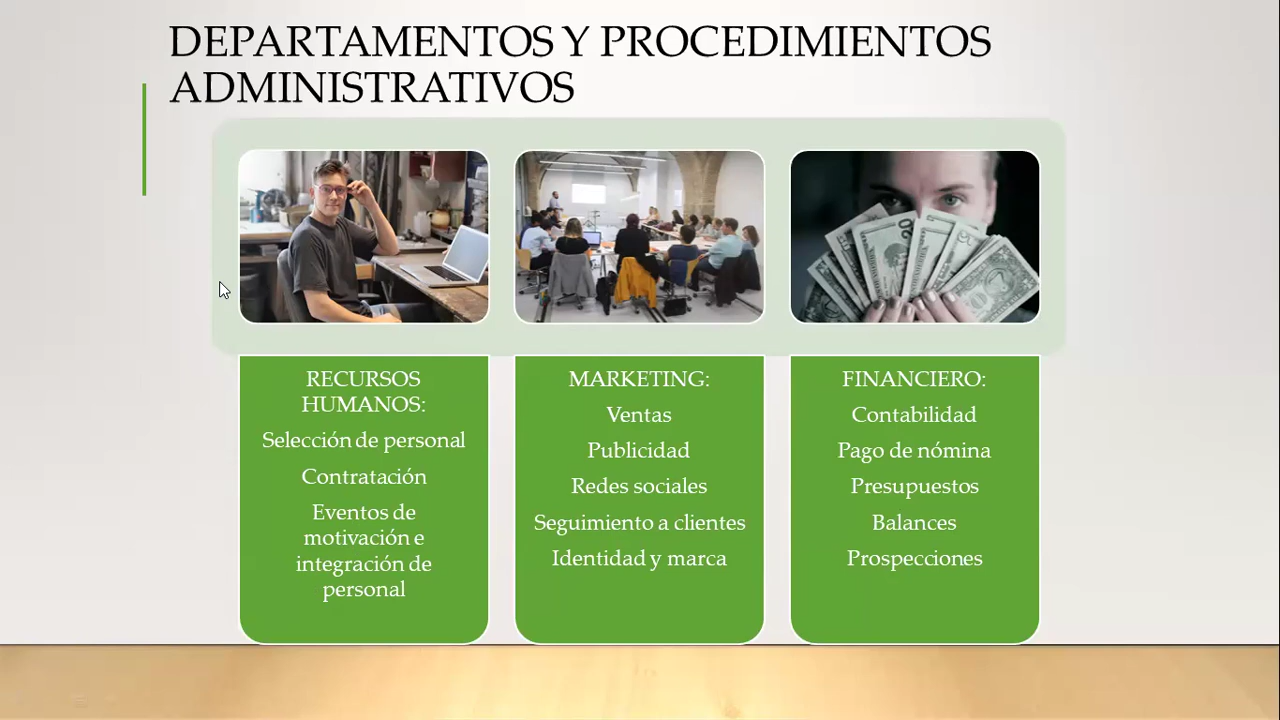 DEPARTAMENTOS Y PROCEDIMIENTOS
ADMINISTRATIVOS
RECURSOS
HUMANOS:
Selección de personal
Contratación
Eventos de
motivación e
integración de
personal
MARKETING:
Ventas
Publicidad
Redes sociales
Seguimiento a clientes
Identidad y marca
FINANCIERO:
Contabilidad
Pago de nómina
Presupuestos
Balances
Prospecciones